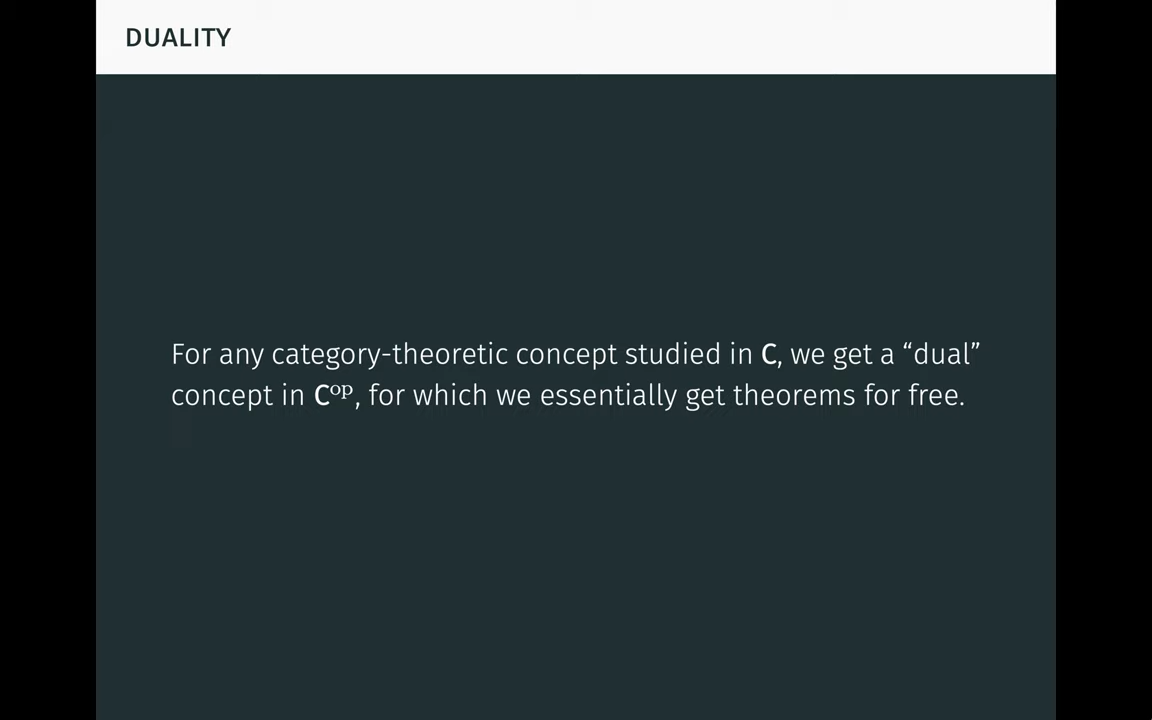 DUALITY
For any category-theoretic concept studied in C, we get a “dual”
concept in Cᵒᵖ, for which we essentially get theorems for free.